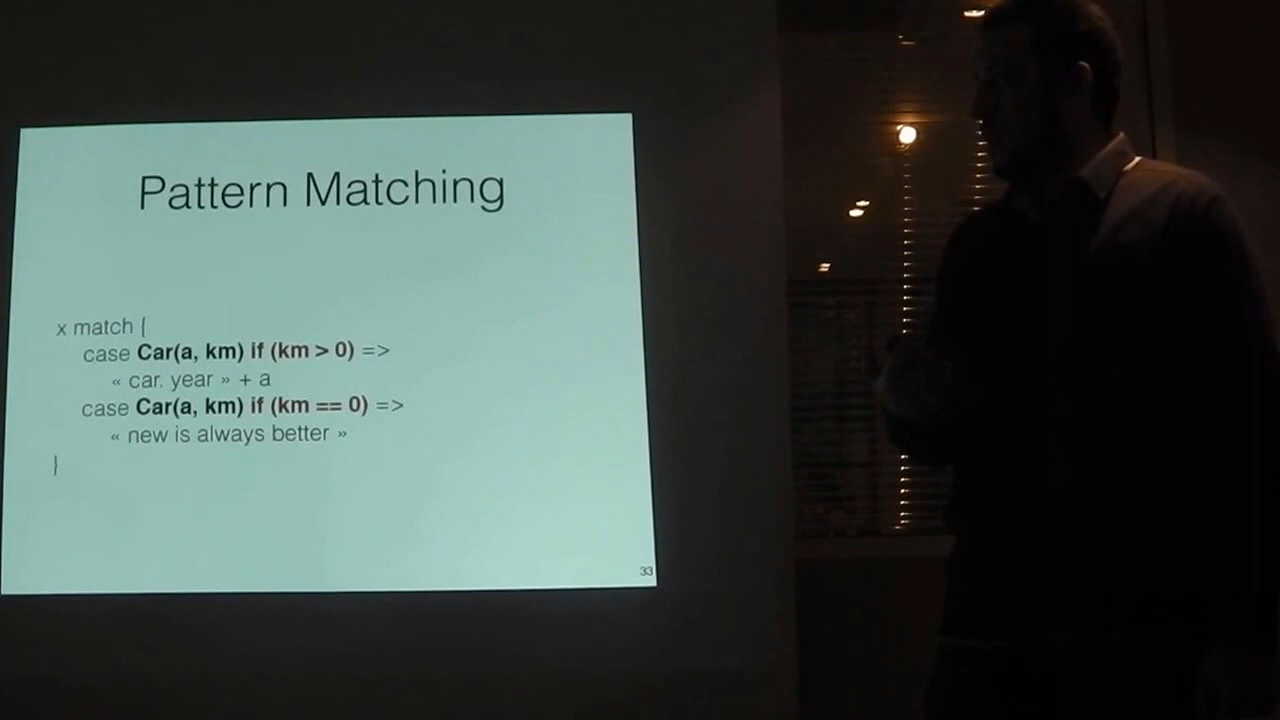 Pattern Matching
x match {
case Car(a, km) if (km > 0) =>
« car. year » + a
case Car(a, km) if (km == 0) =>
« new is always better »
}
33